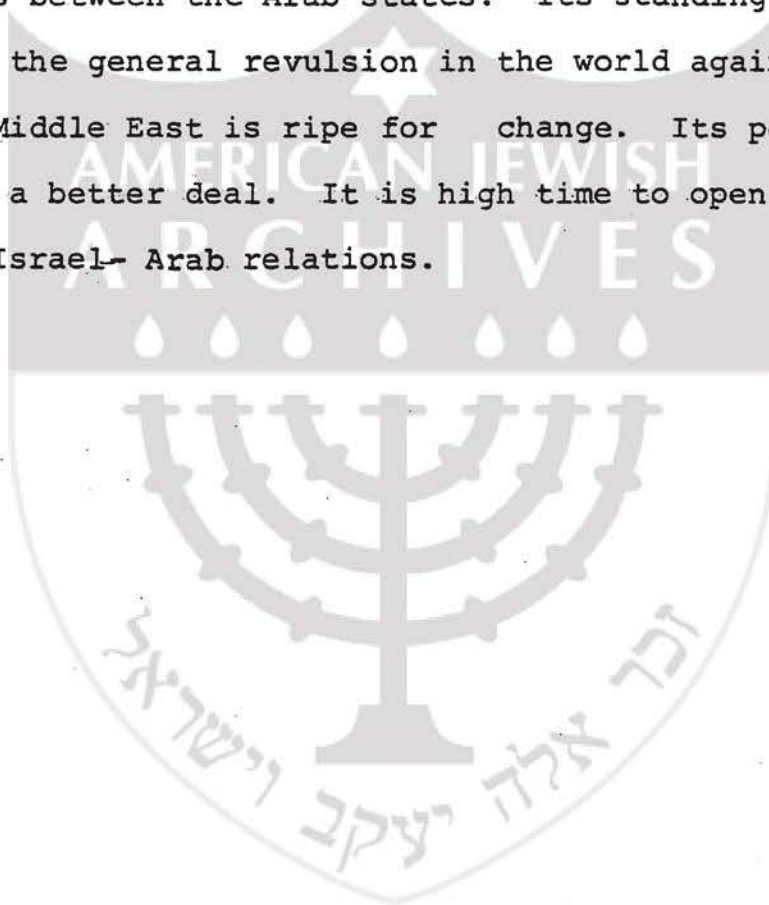 s between the Arab states. Its standing
the general revulsion in the world agai
Middle East is ripe for change. Its p
a better deal. It is high time to open
Israel- Arab relations.
AMERICAN JEWISH
ARCHIVES
זכר אלה יעקב וישראל